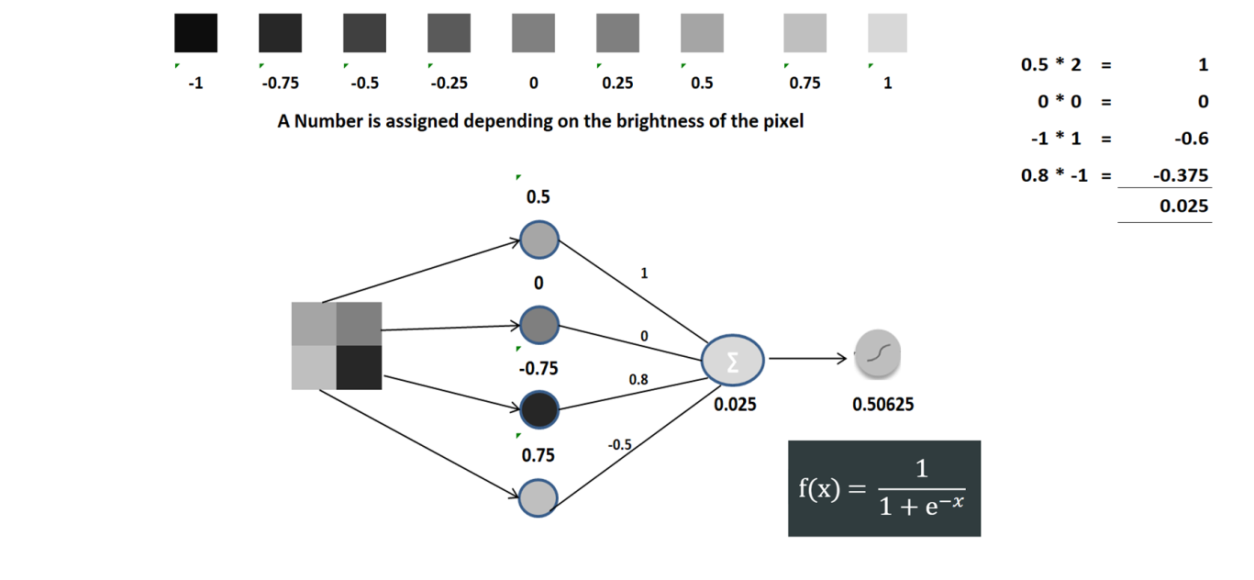 -1 -0.75 -0.5 -0.25 0 0.25 0.5 0.75 1
A Number is assigned depending on the brightness of the pixel
0.5 * 2 = 1
0 * 0 = 0
-1 * 1 = -0.6
0.8 * -1 = -0.375
0.025
0.5
1
0
0
-0.75
0.8
Σ
0.025
0.50625
0.75
-0.5
f(x) = 1 / 1 + e^-x